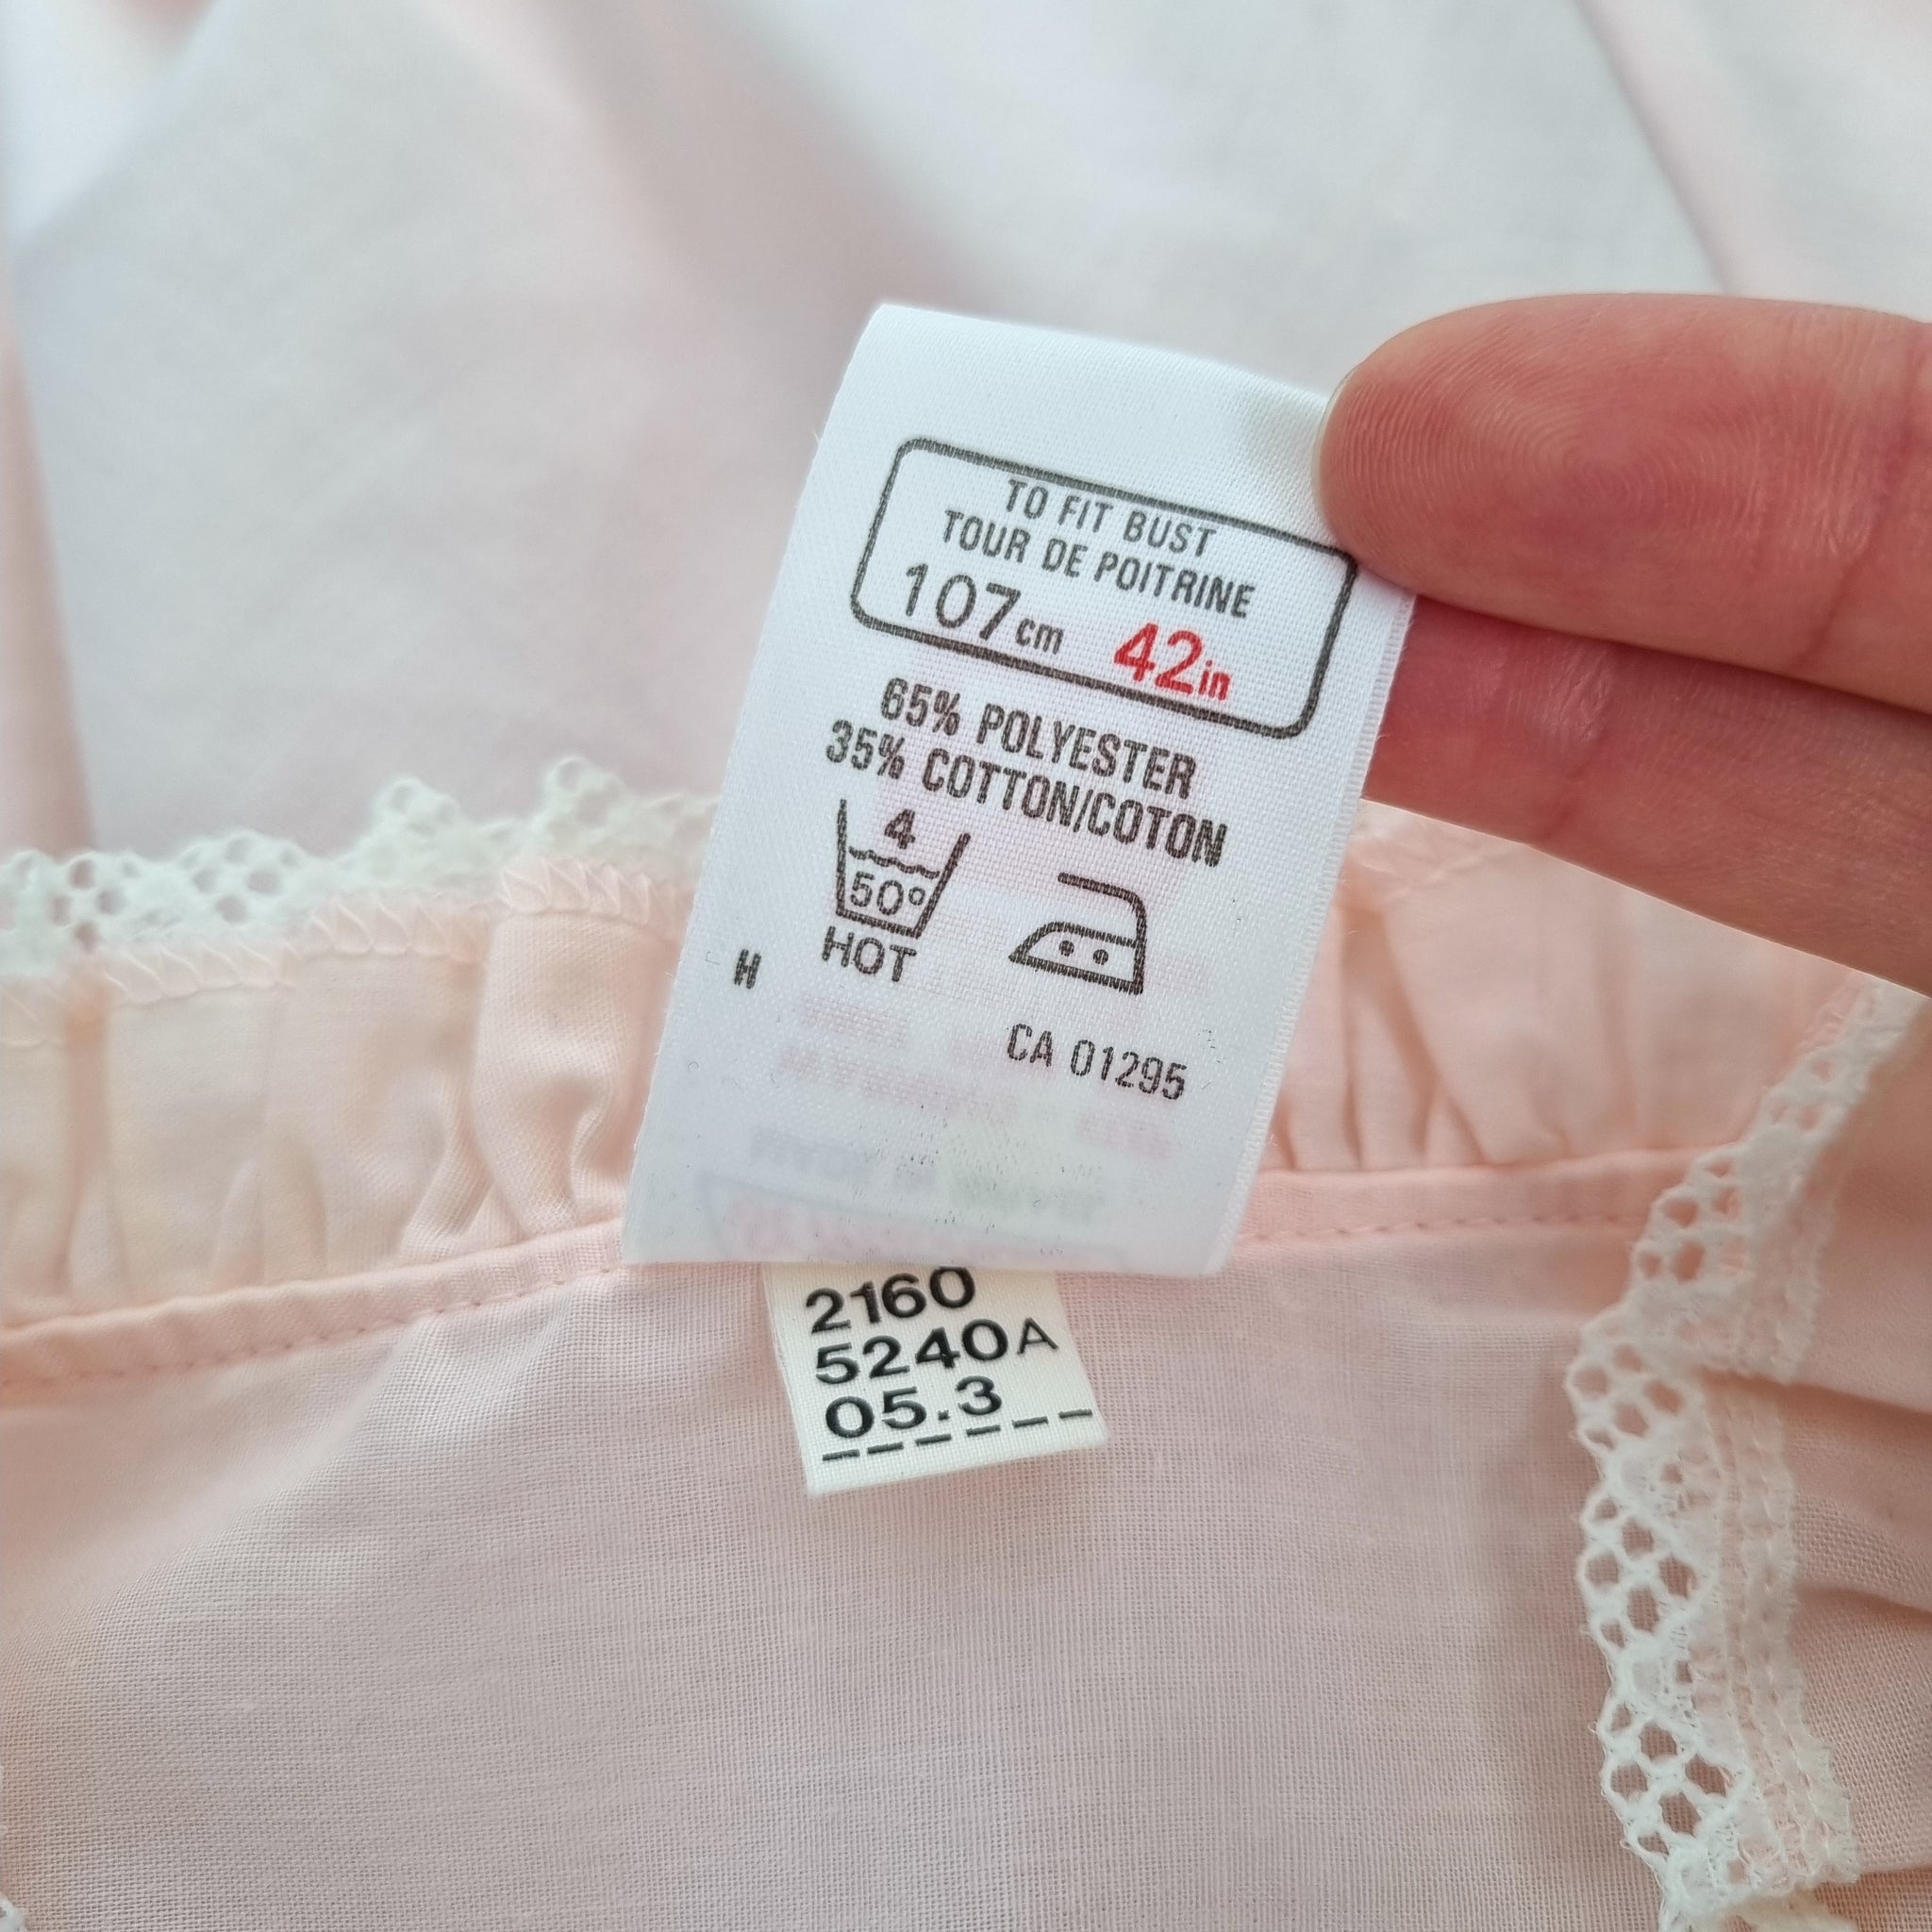 TO FIT BUST
TOUR DE POITRINE
107cm 42in
65% POLYESTER
35% COTTON/COTON
4
50°
HOT
H
CA 01295
2160
5240A
05.3